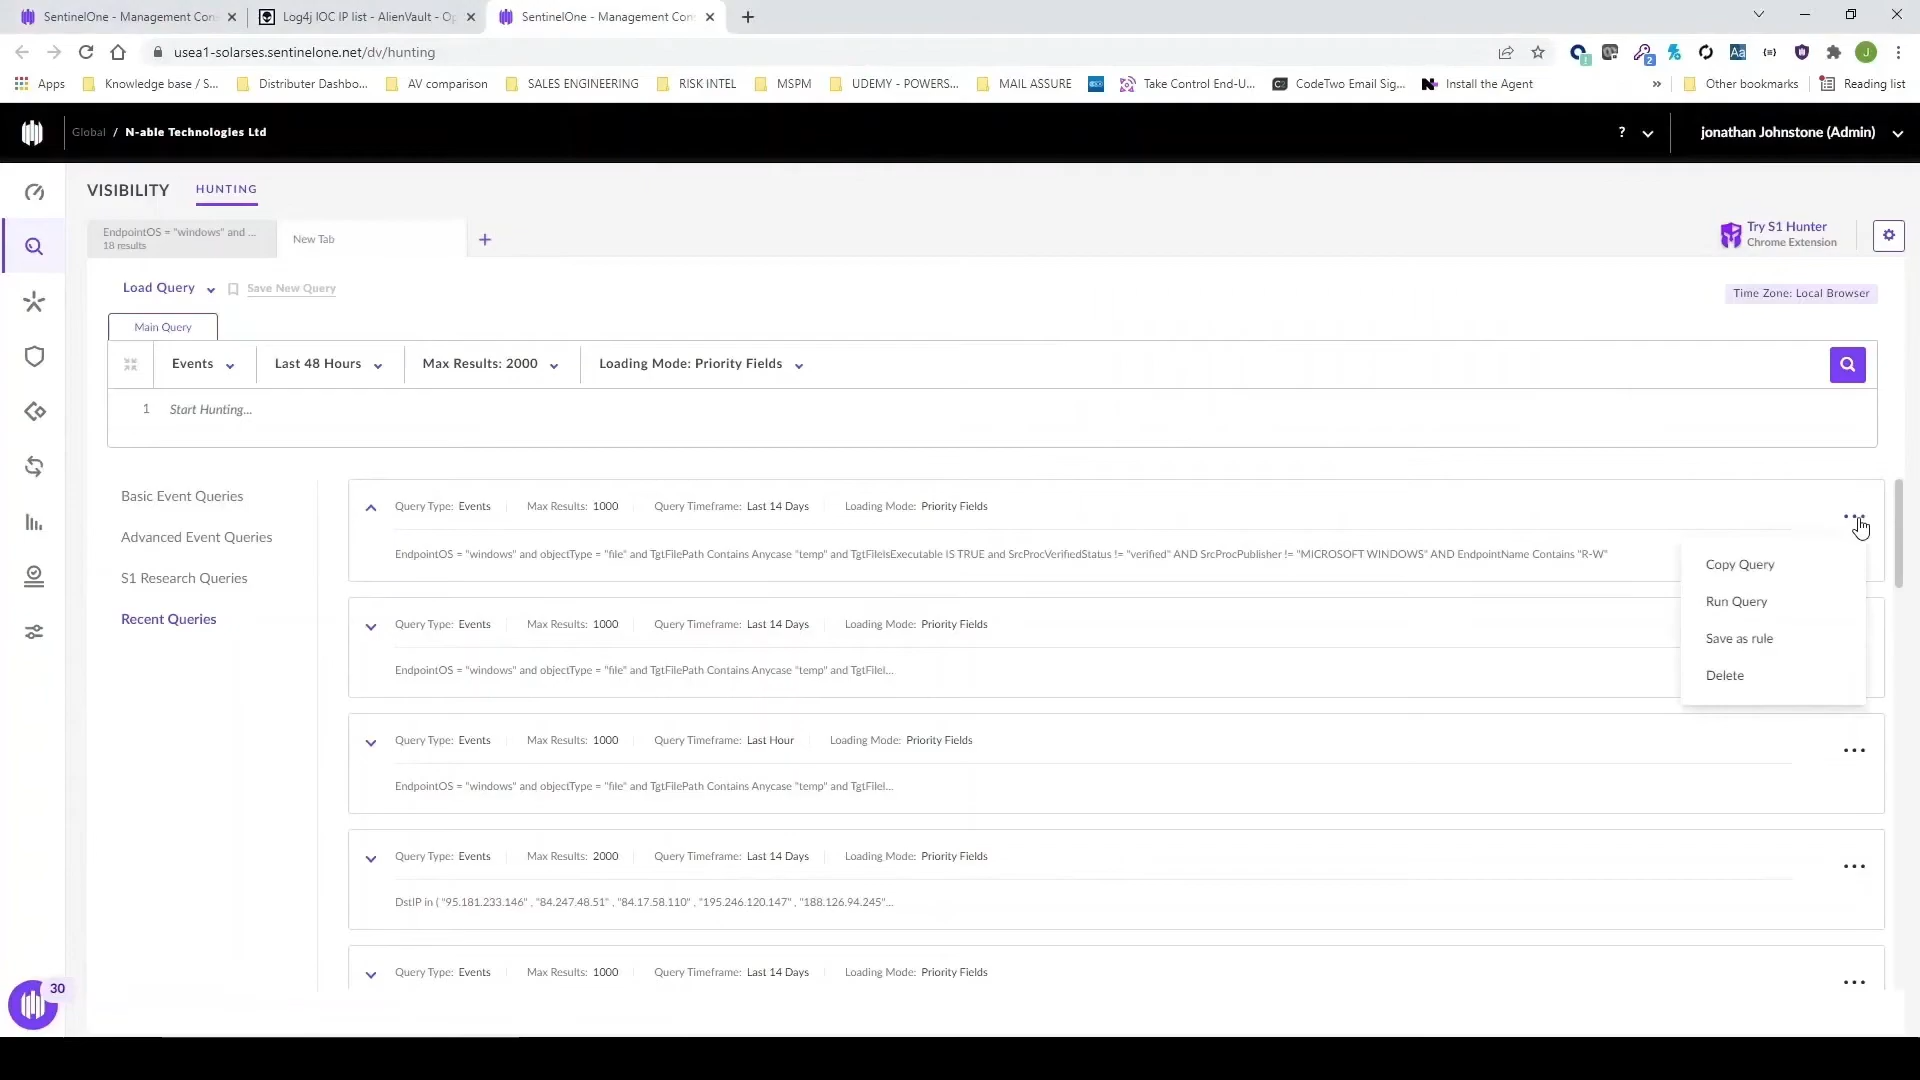 SentinelOne - Management Con
Log4j IOC IP list - AlienVault - Op
SentinelOne - Management Con
usea1-solarses.sentinelone.net/dv/hunting
2
Aa
J
Apps
Knowledge base / S...
Distributer Dashbo...
AV comparison
SALES ENGINEERING
RISK INTEL
MSPM
UDEMY - POWERS...
MAIL ASSURE
Take Control End-U...
CodeTwo Email Sig...
Install the Agent
»
Other bookmarks
Reading list
Global / N-able Technologies Ltd
?
jonathan Johnstone (Admin)
VISIBILITY
HUNTING
EndpointOS = "windows" and ...
18 results
New Tab
+
Try S1 Hunter
Chrome Extension
Load Query
Save New Query
Time Zone: Local Browser
Main Query
Events
Last 48 Hours
Max Results: 2000
Loading Mode: Priority Fields
1 Start Hunting...
Basic Event Queries
Advanced Event Queries
S1 Research Queries
Recent Queries
Query Type: Events Max Results: 1000 Query Timeframe: Last 14 Days Loading Mode: Priority Fields
EndpointOS = "windows" and objectType = "file" and TgtFilePath Contains Anycase "temp" and TgtFileIsExecutable IS TRUE and SrcProcVerifiedStatus != "verified" AND SrcProcPublisher != "MICROSOFT WINDOWS" AND EndpointName Contains "R-W"
Copy Query
Run Query
Save as rule
Delete
Query Type: Events Max Results: 1000 Query Timeframe: Last 14 Days Loading Mode: Priority Fields
EndpointOS = "windows" and objectType = "file" and TgtFilePath Contains Anycase "temp" and TgtFileI...
Query Type: Events Max Results: 1000 Query Timeframe: Last Hour Loading Mode: Priority Fields
EndpointOS = "windows" and objectType = "file" and TgtFilePath Contains Anycase "temp" and TgtFileI...
Query Type: Events Max Results: 2000 Query Timeframe: Last 14 Days Loading Mode: Priority Fields
DstIP in ( "95.181.233.146" , "84.247.48.51" , "84.17.58.110" , "195.246.120.147" , "188.126.94.245"...
Query Type: Events Max Results: 1000 Query Timeframe: Last 14 Days Loading Mode: Priority Fields
30